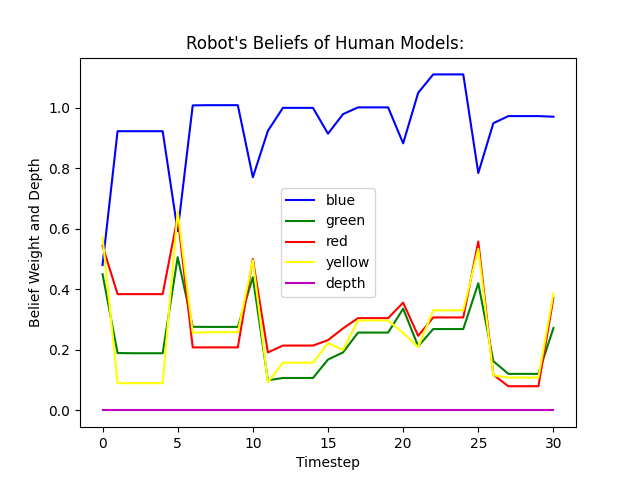 Robot's Beliefs of Human Models:
Belief Weight and Depth
1.0
0.8
0.6
0.4
0.2
0.0
blue
green
red
yellow
depth
0 5 10 15 20 25 30
Timestep